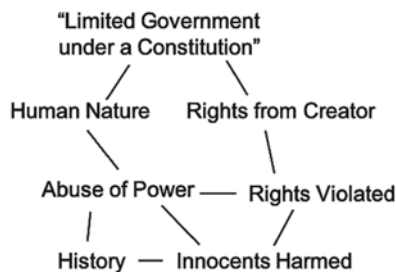 “Limited Government
under a Constitution”
Human Nature Rights from Creator
Abuse of Power Rights Violated
History Innocents Harmed